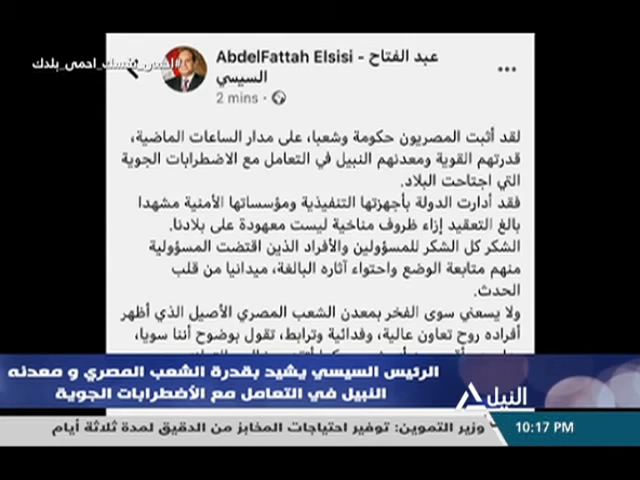 #احمي_نفسك_احمي_بلدك
AbdelFattah Elsisi - عبد الفتاح
السيسي
2 mins
لقد أثبت المصريون حكومة وشعبا، على مدار الساعات الماضية،
قدرتهم القوية ومعدنهم النبيل في التعامل مع الاضطرابات الجوية
التي اجتاحت البلاد.
فقد أدارت الدولة بأجهزتها التنفيذية ومؤسساتها الأمنية مشهدا
بالغ التعقيد إزاء ظروف مناخية ليست معهودة على بلادنا.
الشكر كل الشكر للمسؤولين والأفراد الذين اقتضت المسؤولية
منهم متابعة الوضع واحتواء آثاره البالغة، ميدانيا من قلب
الحدث.
ولا يسعني سوى الفخر بمعدن الشعب المصري الأصيل الذي أظهر
أفراده روح تعاون عالية، وفدائية وترابط، تقول بوضوح أننا سويا،
الرئيس السيسي يشيد بقدرة الشعب المصري و معدنه
النبيل في التعامل مع الأضطرابات الجوية
النيل
وزير التموين: توفير احتياجات المخابز من الدقيق لمدة ثلاثة أيام
10:17 PM